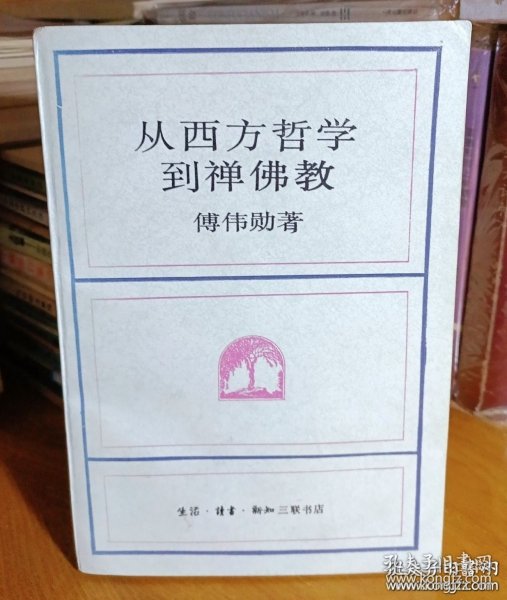 从西方哲学
到禅佛教
傅伟勋著
生活·读书·新知三联书店
孔夫子旧书网
www.kongfz.com